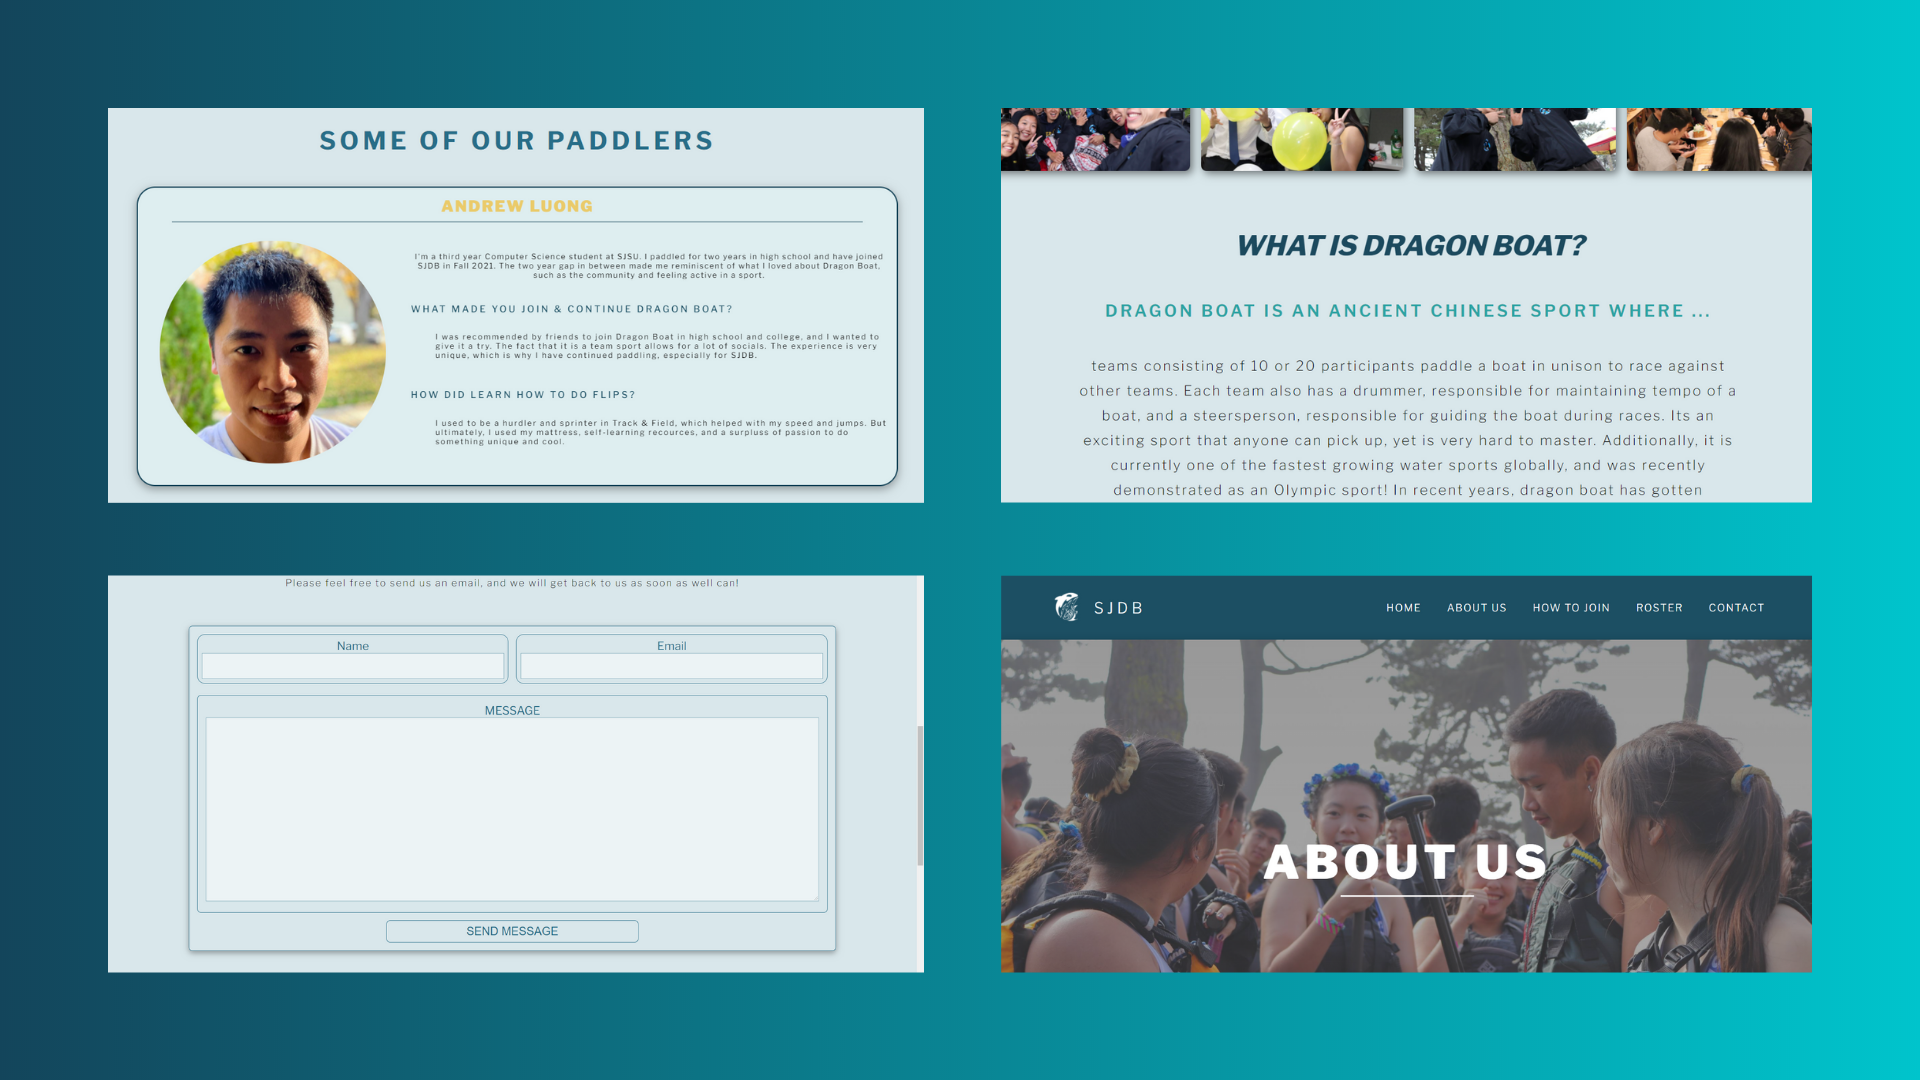 SOME OF OUR PADDLERS
ANDREW LUONG
I'm a third year Computer Science student at SJSU. I paddled for two years in high school and have joined
SJDB in Fall 2021. The two year gap in between made me reminiscent of what I loved about Dragon Boat,
such as the community and feeling active in a sport.
WHAT MADE YOU JOIN & CONTINUE DRAGON BOAT?
I was recommended by friends to join Dragon Boat in high school and college, and I wanted to
give it a try. The fact that it is a team sport allows for a lot of socials. The experience is very
unique, which is why I have continued paddling, especially for SJDB.
HOW DID LEARN HOW TO DO FLIPS?
I used to be a hurdler and sprinter in Track & Field, which helped with my speed and jumps. But
ultimately, I used my mattress, self-learning recources, and a surpluss of passion to do
something unique and cool.
WHAT IS DRAGON BOAT?
DRAGON BOAT IS AN ANCIENT CHINESE SPORT WHERE ...
teams consisting of 10 or 20 participants paddle a boat in unison to race against
other teams. Each team also has a drummer, responsible for maintaining tempo of a
boat, and a steersperson, responsible for guiding the boat during races. Its an
exciting sport that anyone can pick up, yet is very hard to master. Additionally, it is
currently one of the fastest growing water sports globally, and was recently
demonstrated as an Olympic sport! In recent years, dragon boat has gotten
Please feel free to send us an email, and we will get back to us as soon as well can!
Name
Email
MESSAGE
SEND MESSAGE
SJDB
HOME ABOUT US HOW TO JOIN ROSTER CONTACT
ABOUT US